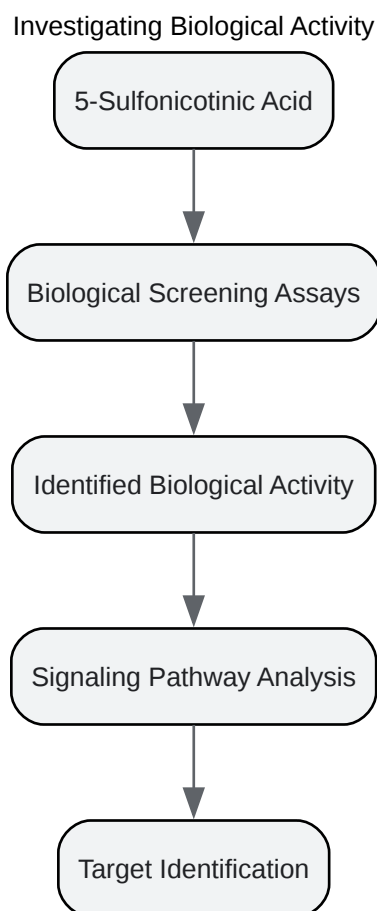 Investigating Biological Activity
5-Sulfonicotinic Acid
Biological Screening Assays
Identified Biological Activity
Signaling Pathway Analysis
Target Identification